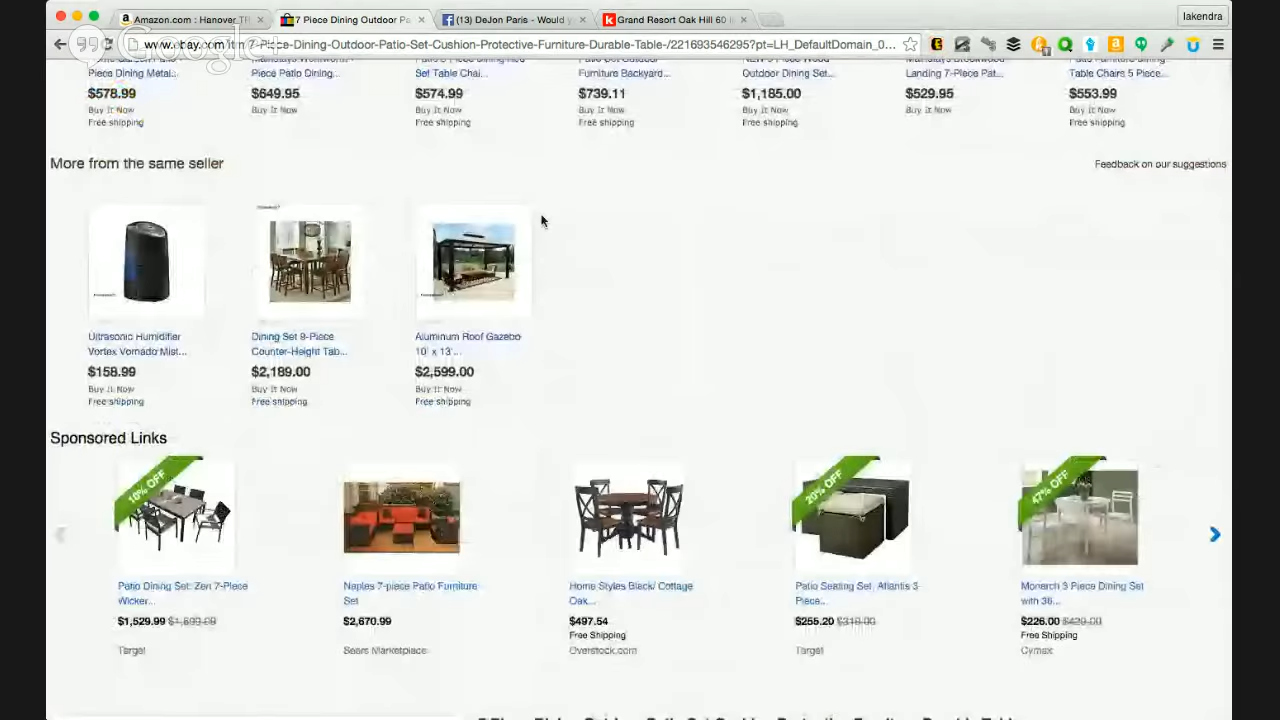 Amazon.com : Hanover TR
7 Piece Dining Outdoor Pa
(13) DeJon Paris - Would y
Grand Resort Oak Hill 60 i
lakendra
Google
7-Piece-Dining-Outdoor-Patio-Set-Cushion-Protective-Furniture-Durable-Table-/221693546295?pt=LH_DefaultDomain_0...
Piece Dining Metal...
Piece Patio Dining...
Set Table Chai...
Furniture Backyard...
Outdoor Dining Set...
Landing 7-Piece Pat...
Table Chairs 5 Piece...
$578.99
$649.95
$574.99
$739.11
$1,185.00
$529.95
$553.99
Buy It Now
Buy It Now
Buy It Now
Buy It Now
Buy It Now
Buy It Now
Buy It Now
Free shipping
Free shipping
Free shipping
Free shipping
Free shipping
More from the same seller
Feedback on our suggestions
Ultrasonic Humidifier
Vortex Vornado Mist...
Dining Set 9-Piece
Counter-Height Tab...
Aluminum Roof Gazebo
10' x 13'...
$158.99
$2,189.00
$2,599.00
Buy It Now
Buy It Now
Buy It Now
Free shipping
Free shipping
Free shipping
Sponsored Links
10% OFF
20% OFF
47% OFF
Patio Dining Set: Zen 7-Piece
Wicker...
Naples 7-piece Patio Furniture
Set
Home Styles Black/ Cottage
Oak...
Patio Seating Set: Atlantis 3
Piece...
Monarch 3 Piece Dining Set
with 36...
$1,529.99 $1,699.99
$2,670.99
$497.54
$255.20 $319.00
$226.00 $429.00
Free Shipping
Free Shipping
Target
Sears Marketplace
Overstock.com
Target
Cymax